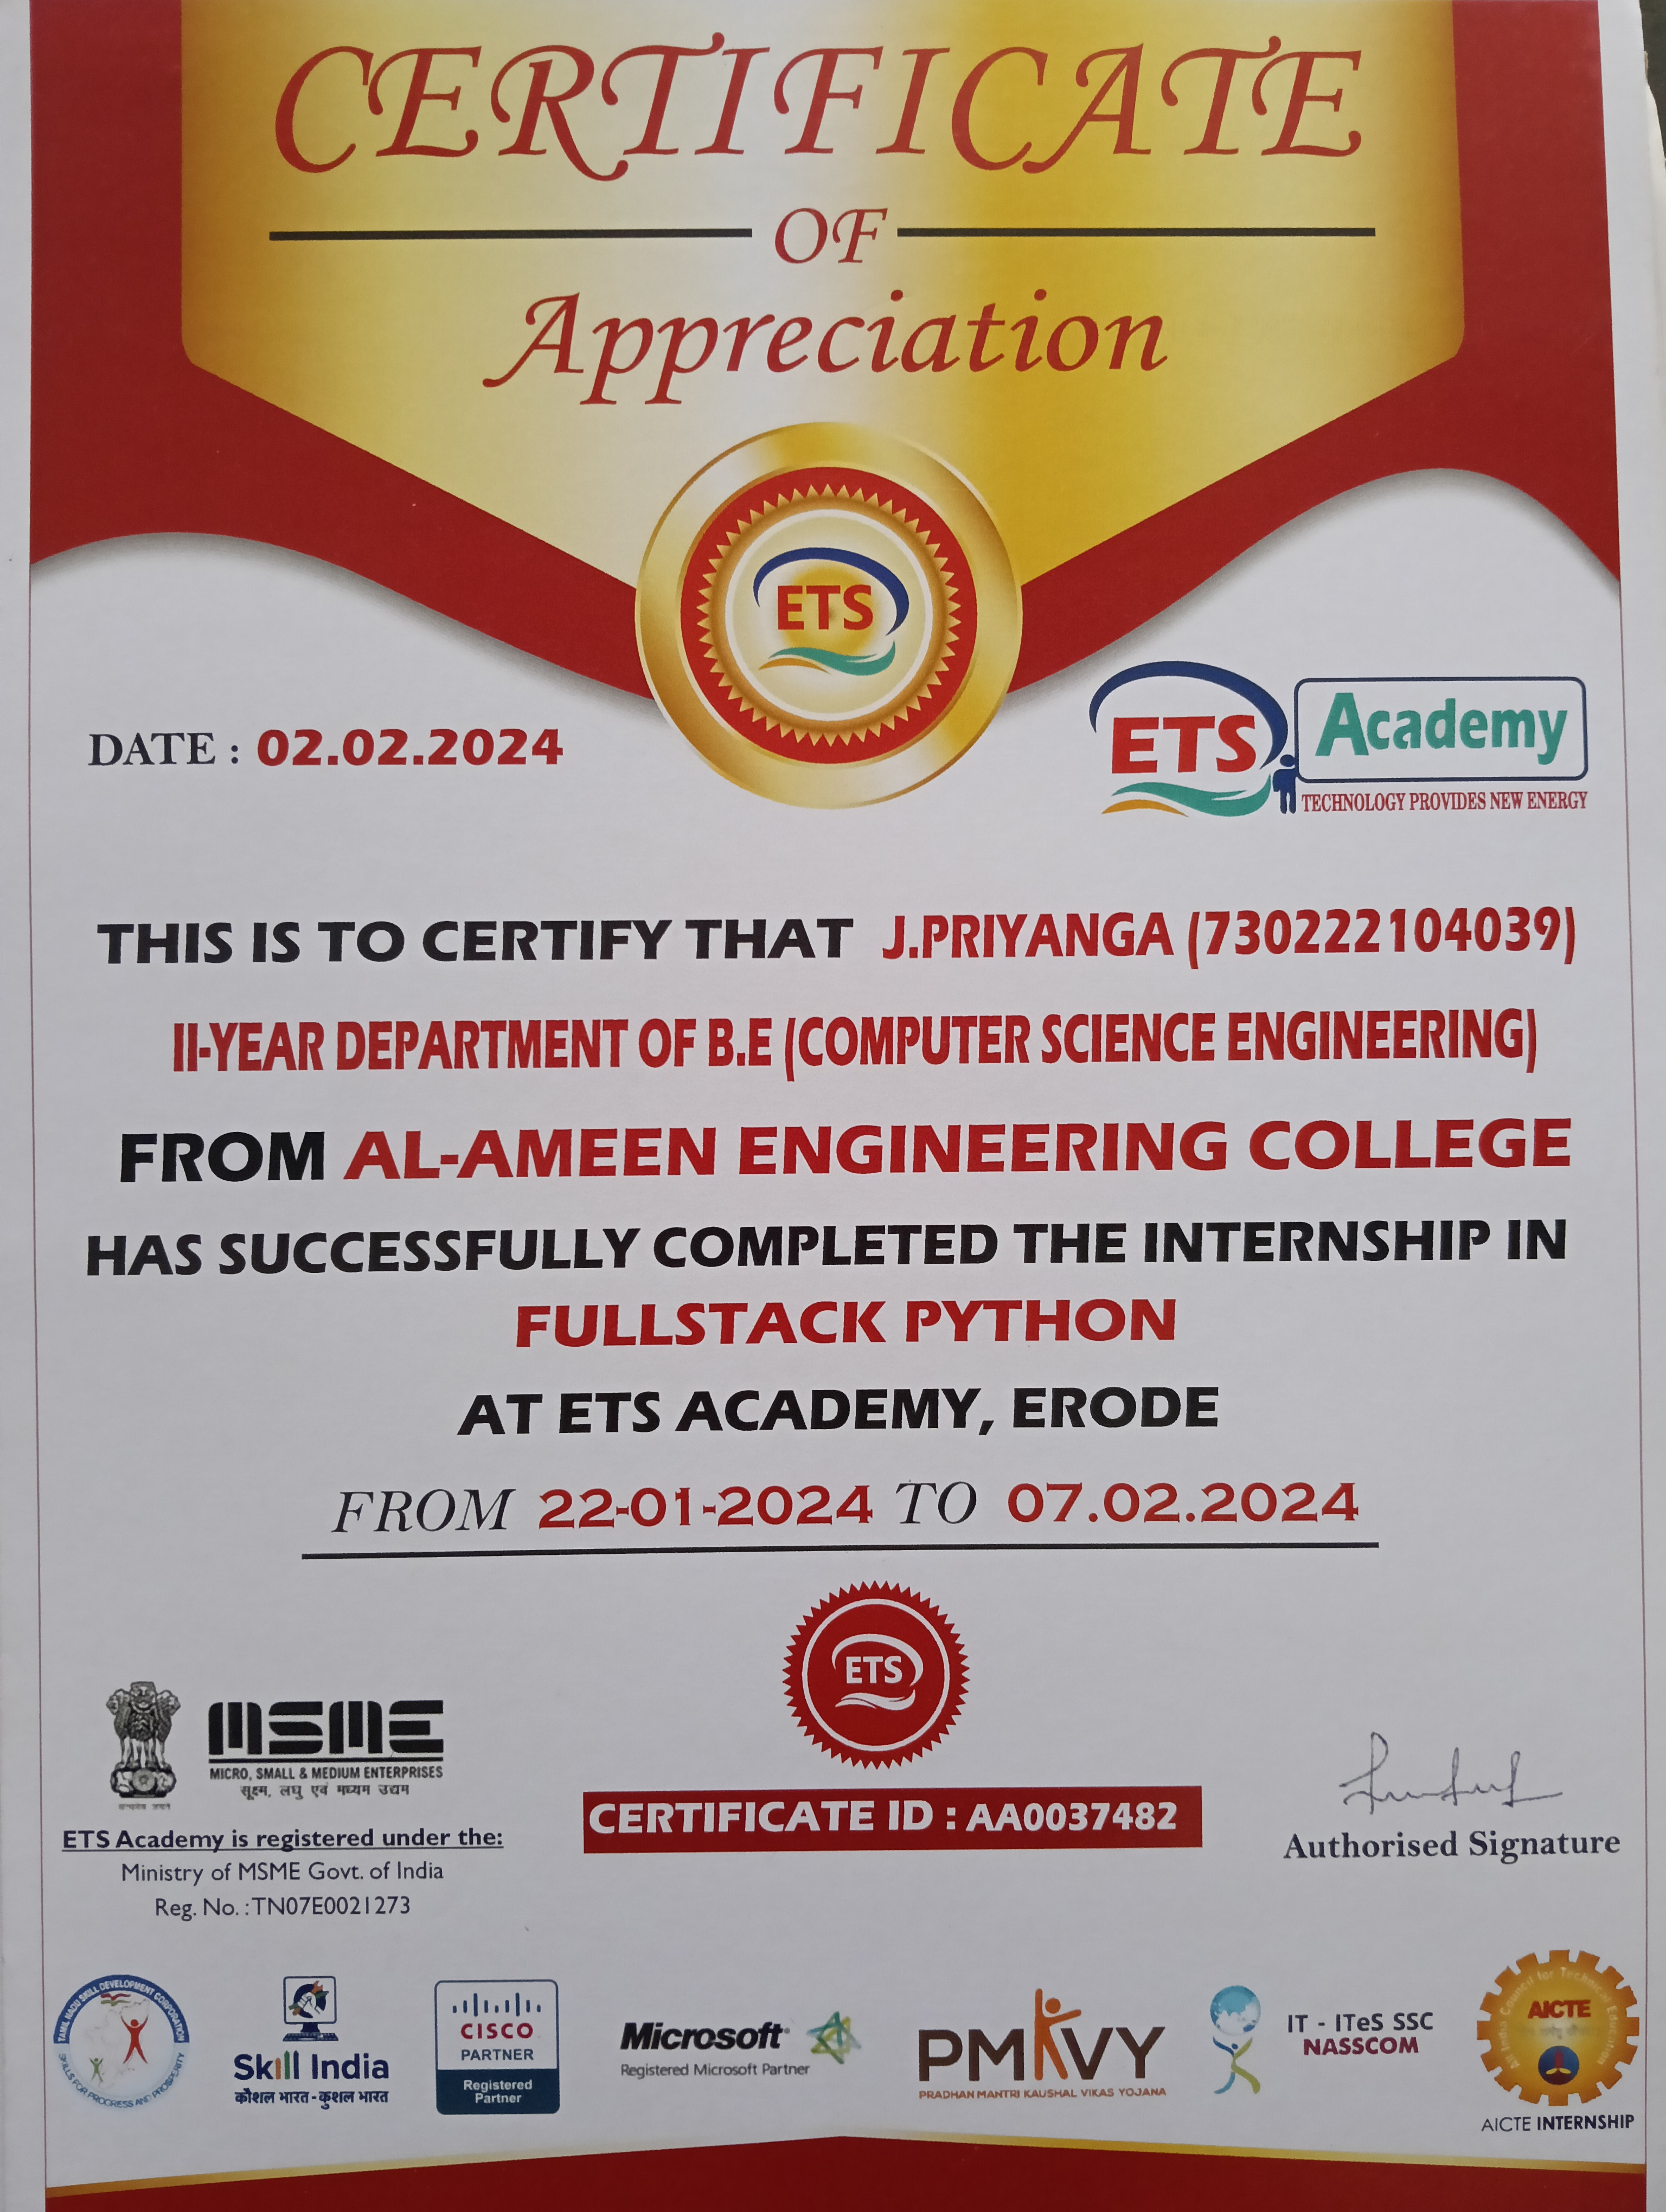 CERTIFICATE
OF
Appreciation
ETS
DATE : 02.02.2024
ETS Academy
TECHNOLOGY PROVIDES NEW ENERGY
THIS IS TO CERTIFY THAT J.PRIYANGA (730222104039)
II-YEAR DEPARTMENT OF B.E (COMPUTER SCIENCE ENGINEERING)
FROM AL-AMEEN ENGINEERING COLLEGE
HAS SUCCESSFULLY COMPLETED THE INTERNSHIP IN
FULLSTACK PYTHON
AT ETS ACADEMY, ERODE
FROM 22-01-2024 TO 07.02.2024
ETS
MSME
MICRO, SMALL & MEDIUM ENTERPRISES
सूक्ष्म, लघु एवं मध्यम उद्यम
ETS Academy is registered under the:
Ministry of MSME Govt. of India
Reg. No. : TN07E0021273
CERTIFICATE ID : AA0037482
Authorised Signature
TAMIL NADU SKILL DEVELOPMENT CORPORATION
SKILLS FOR PROGRESS AND PROSPERITY
Skill India
कौशल भारत - कुशल भारत
CISCO
PARTNER
Registered
Partner
Microsoft
Registered Microsoft Partner
PMKVY
PRADHAN MANTRI KAUSHAL VIKAS YOJANA
IT - ITeS SSC
NASSCOM
All India Council for Technical Education
AICTE
AICTE INTERNSHIP